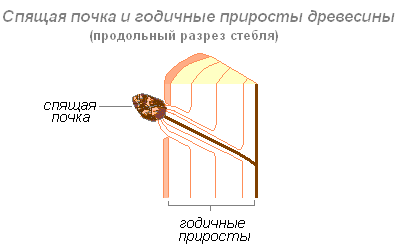 Спящая почка и годичные приросты древесины
(продольный разрез стебля)
спящая
почка
годичные
приросты